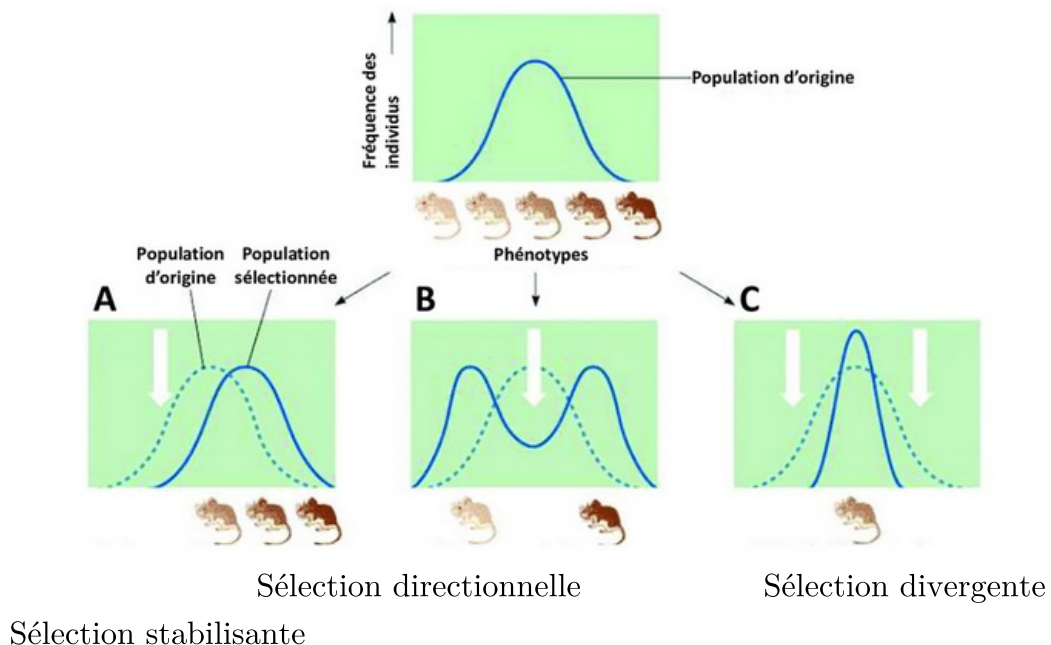 Fréquence des
individus
Population d'origine
Phénotypes
Population
d'origine
Population
sélectionnée
A
B
C
Sélection directionnelle
Sélection divergente
Sélection stabilisante